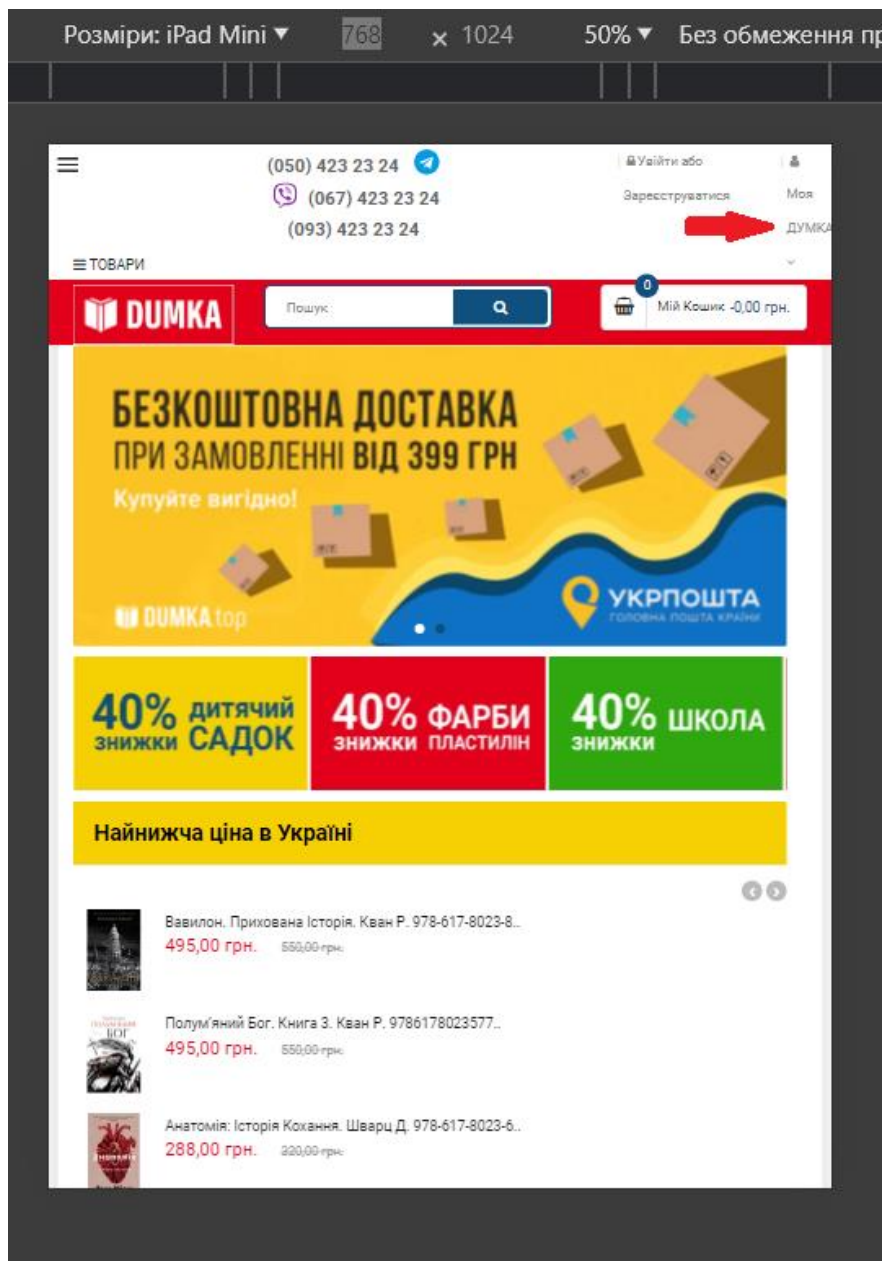 Розміри: iPad Mini ▼ 768 × 1024 50% ▼ Без обмеження пр
(050) 423 23 24
(067) 423 23 24
(093) 423 23 24
Увійти або
Зареєструватися
Моя
ДУМКА
ТОВАРИ
DUMKA
Пошук
0
Мій Кошик -0,00 грн.
БЕЗКОШТОВНА ДОСТАВКА
ПРИ ЗАМОВЛЕННІ ВІД 399 ГРН
Купуйте вигідно!
DUMKA.top
УКРПОШТА
ГОЛОВНА ПОШТА КРАЇНИ
40% ЗНИЖКИ ДИТЯЧИЙ САДОК
40% ЗНИЖКИ ФАРБИ ПЛАСТИЛІН
40% ЗНИЖКИ ШКОЛА
Найнижча ціна в Україні
Вавилон. Прихована Історія. Кван Р. 978-617-8023-8..
495,00 грн. 550,00 грн.
Полум'яний Бог. Книга 3. Кван Р. 9786178023577..
495,00 грн. 550,00 грн.
БОГ
Анатомія: Історія Кохання. Шварц Д. 978-617-8023-6..
288,00 грн. 320,00 грн.